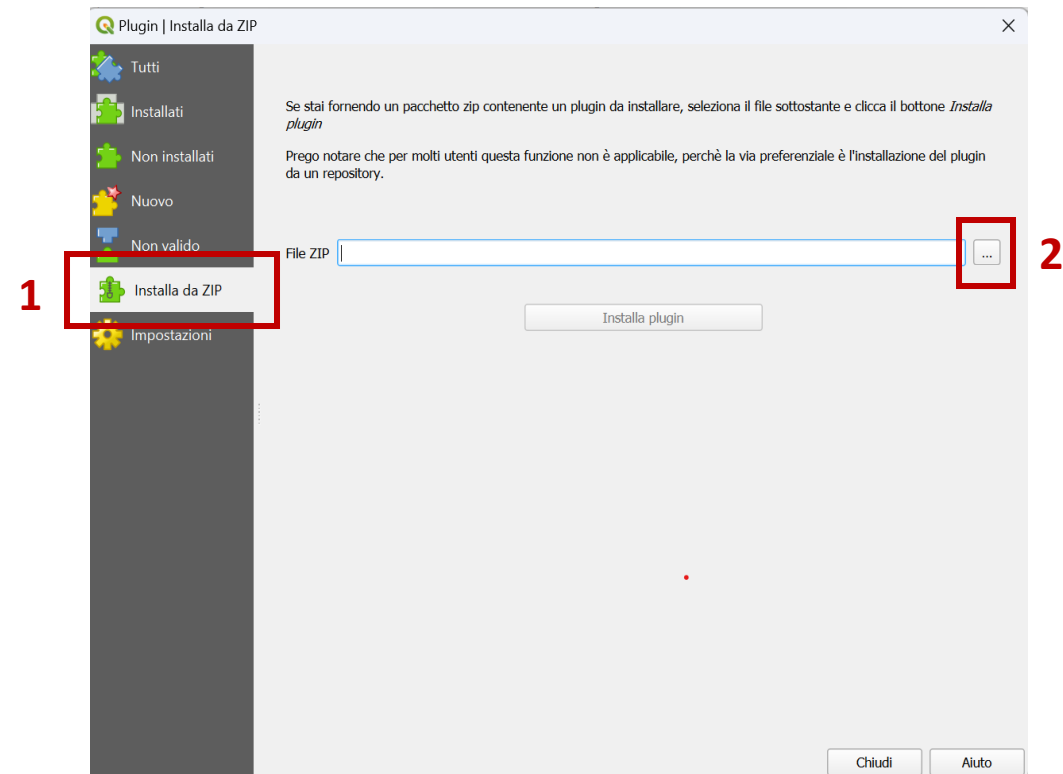 Plugin | Installa da ZIP
Tutti
Installati
Non installati
Nuovo
Non valido
Installa da ZIP
Impostazioni
1
Se stai fornendo un pacchetto zip contenente un plugin da installare, seleziona il file sottostante e clicca il bottone Installa
plugin
Prego notare che per molti utenti questa funzione non è applicabile, perchè la via preferenziale è l'installazione del plugin
da un repository.
File ZIP
...
2
Installa plugin
Chiudi
Aiuto